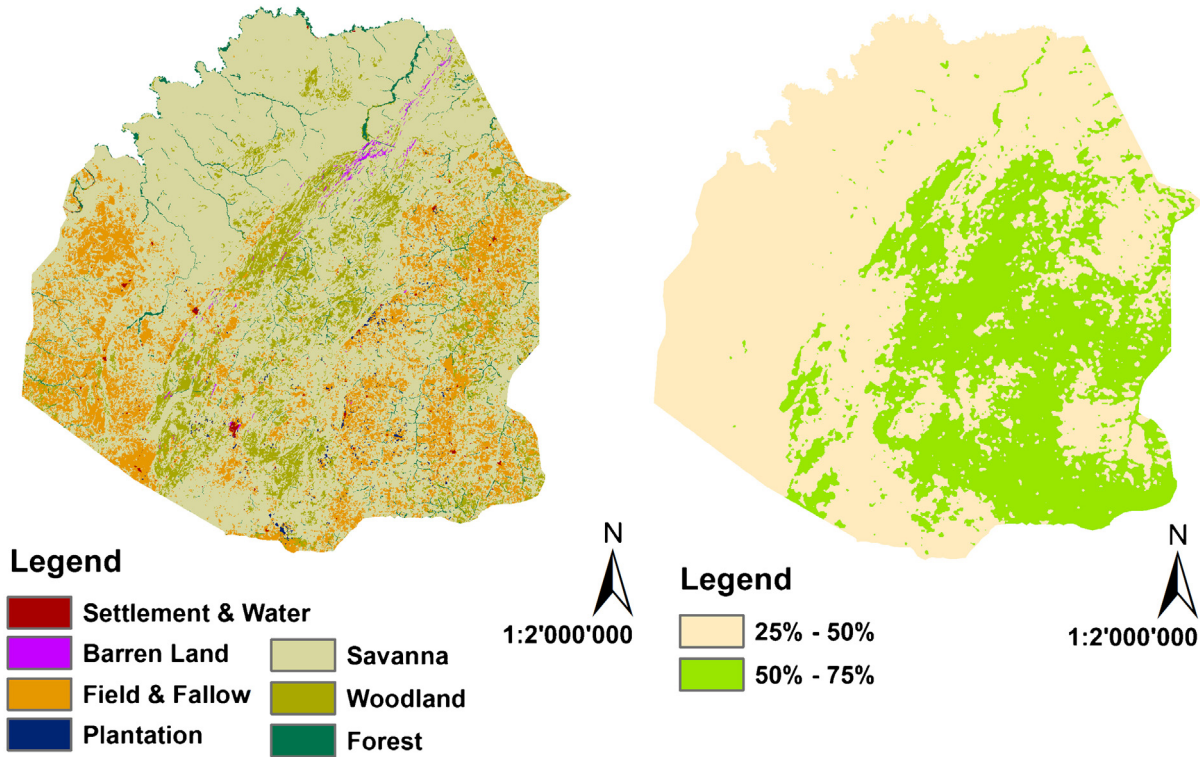 N
1:2'000'000
Legend
Settlement & Water
Barren Land
Field & Fallow
Plantation
Savanna
Woodland
Forest
N
1:2'000'000
Legend
25% - 50%
50% - 75%